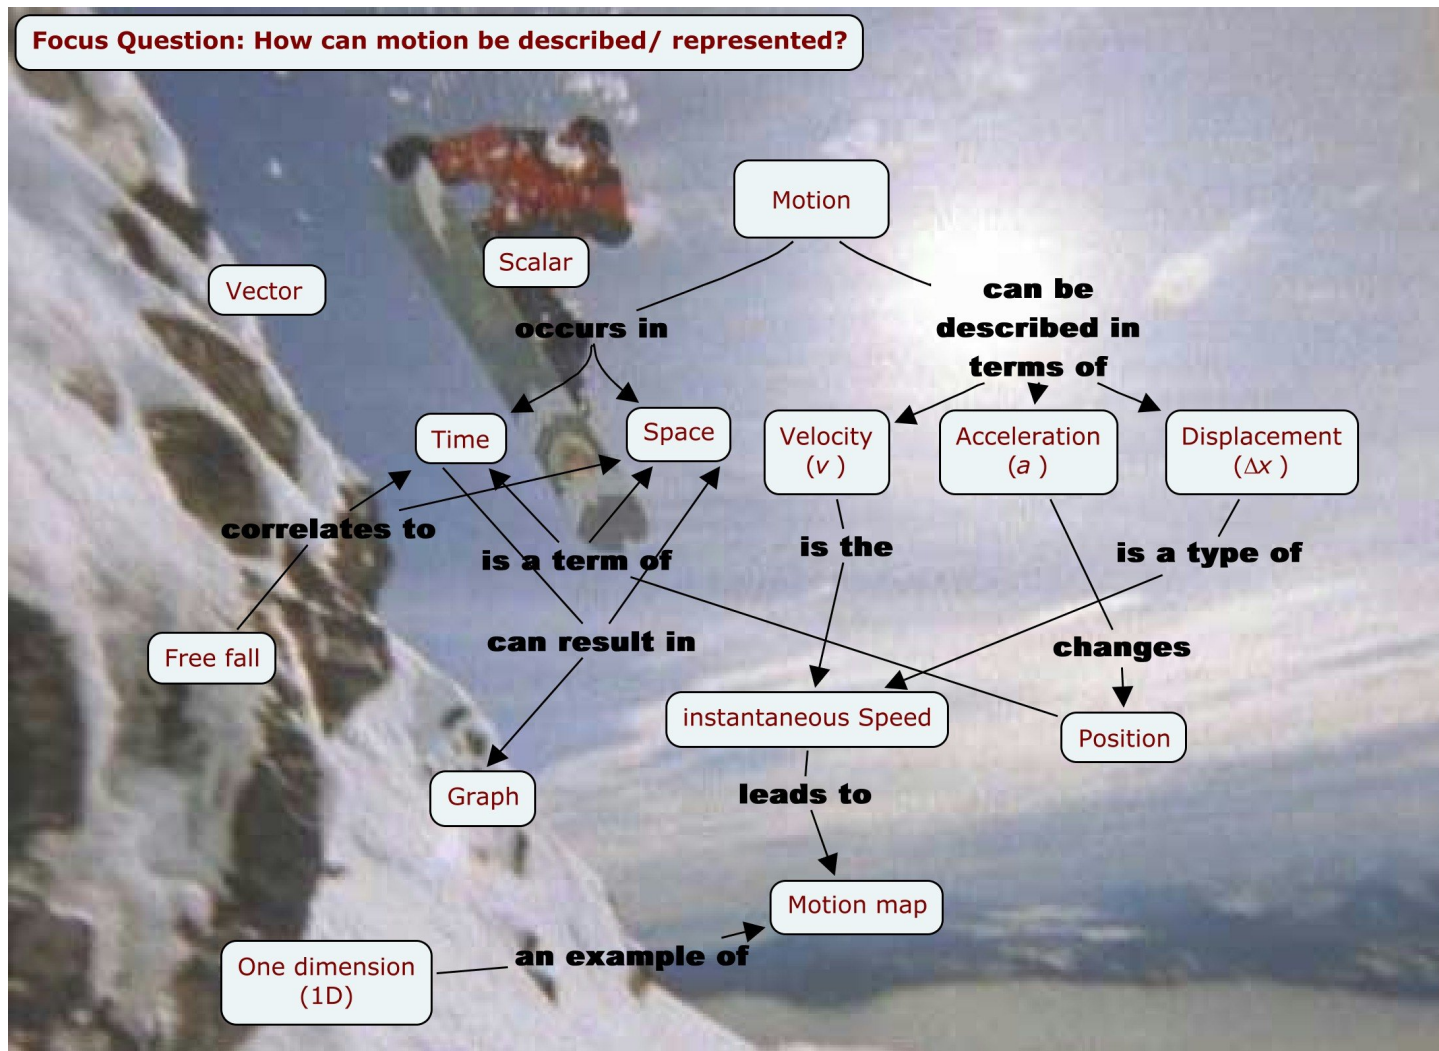 Focus Question: How can motion be described/ represented?
Motion
Scalar
Vector
occurs in
can be
described in
terms of
Time
Space
Velocity
(v )
Acceleration
(a )
Displacement
(Δx )
correlates to
is a term of
is the
is a type of
Free fall
can result in
changes
instantaneous Speed
Position
Graph
leads to
Motion map
One dimension
(1D)
an example of